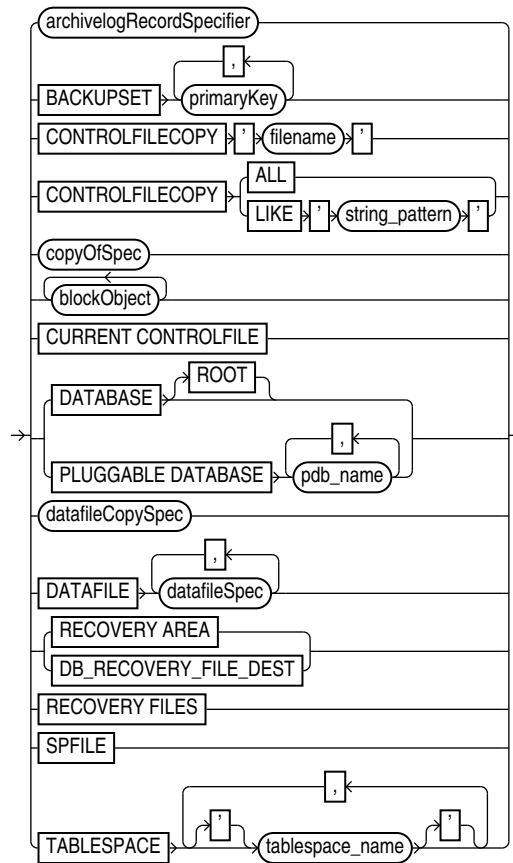 archivelogRecordSpecifier
,
BACKUPSET primaryKey
CONTROLFILECOPY ' filename '
ALL
CONTROLFILECOPY
LIKE ' string_pattern '
copyOfSpec
blockObject
CURRENT CONTROLFILE
ROOT
DATABASE
,
PLUGGABLE DATABASE pdb_name
datafileCopySpec
,
DATAFILE datafileSpec
RECOVERY AREA
DB_RECOVERY_FILE_DEST
RECOVERY FILES
SPFILE
,
' '
TABLESPACE tablespace_name